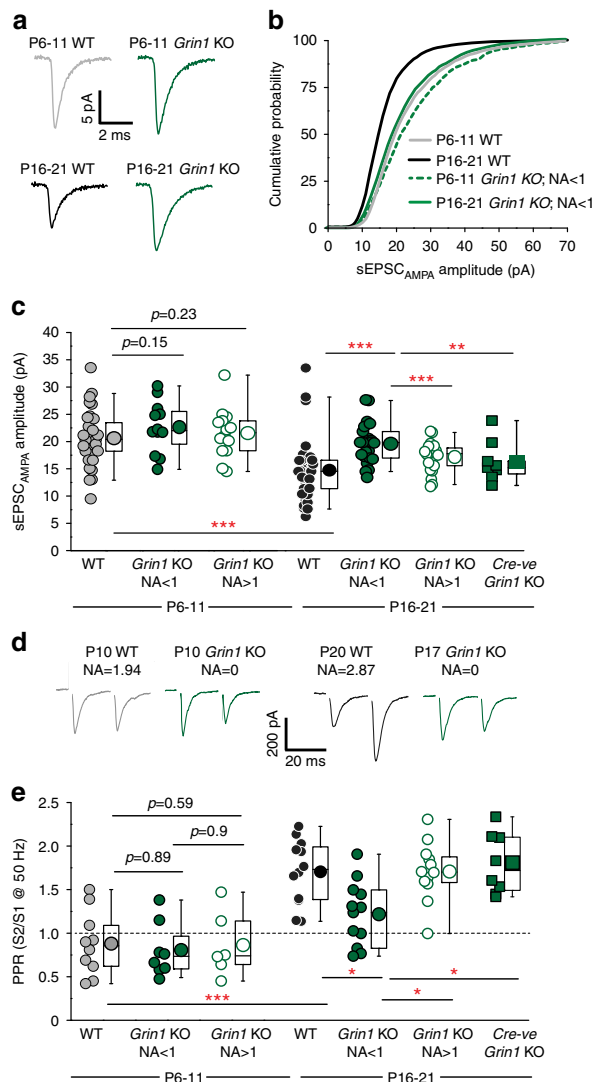 a
P6-11 WT
P6-11 Grin1 KO
5 pA
2 ms
P16-21 WT
P16-21 Grin1 KO
b
100
75
50
25
0
Cumulative probability
P6-11 WT
P16-21 WT
P6-11 Grin1 KO; NA<1
P16-21 Grin1 KO; NA<1
0 10 20 30 40 50 60 70
sEPSCAMPA amplitude (pA)
c
sEPSCAMPA amplitude (pA)
40
35
30
25
20
15
10
5
0
p=0.23
p=0.15
***
***
**
***
WT
Grin1 KO
NA<1
Grin1 KO
NA>1
WT
Grin1 KO
NA<1
Grin1 KO
NA>1
Cre-ve
Grin1 KO
P6-11
P16-21
d
P10 WT
NA=1.94
P10 Grin1 KO
NA=0
P20 WT
NA=2.87
P17 Grin1 KO
NA=0
200 pA
20 ms
e
PPR (S2/S1 @ 50 Hz)
2.5
2.0
1.5
1.0
0.5
0.0
p=0.59
p=0.9
p=0.89
***
*
*
*
WT
Grin1 KO
NA<1
Grin1 KO
NA>1
WT
Grin1 KO
NA<1
Grin1 KO
NA>1
Cre-ve
Grin1 KO
P6-11
P16-21